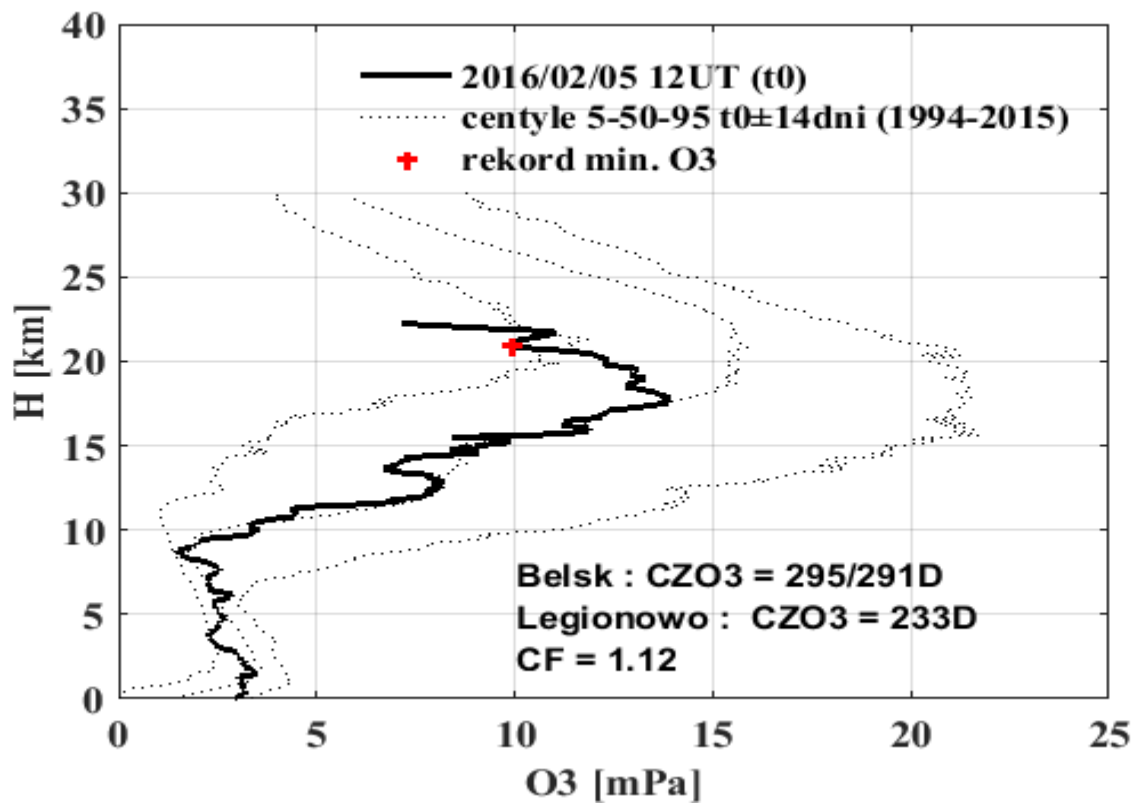 2016/02/05 12UT (t0)
centyle 5-50-95 t0±14dni (1994-2015)
rekord min. O3
40
35
30
25
20
15
10
5
0
H [km]
Belsk : CZO3 = 295/291D
Legionowo :  CZO3 = 233D
CF = 1.12
0 5 10 15 20 25
O3 [mPa]